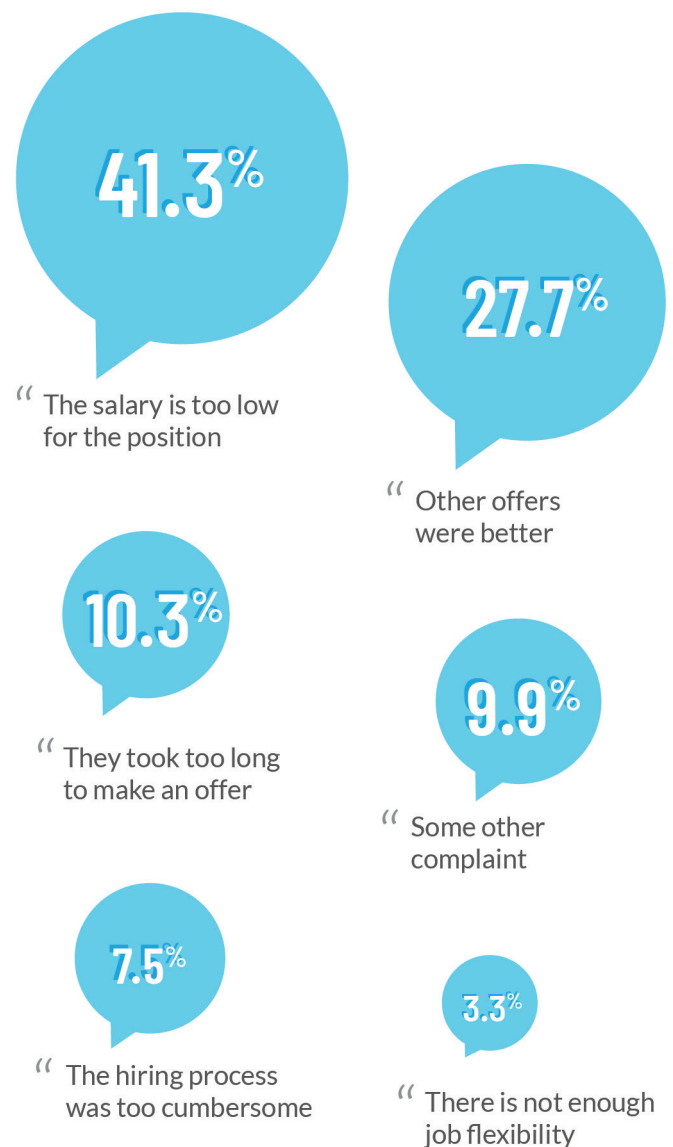 41.3%
“ The salary is too low
for the position
27.7%
“ Other offers
were better
10.3%
“ They took too long
to make an offer
9.9%
“ Some other
complaint
7.5%
“ The hiring process
was too cumbersome
3.3%
“ There is not enough
job flexibility